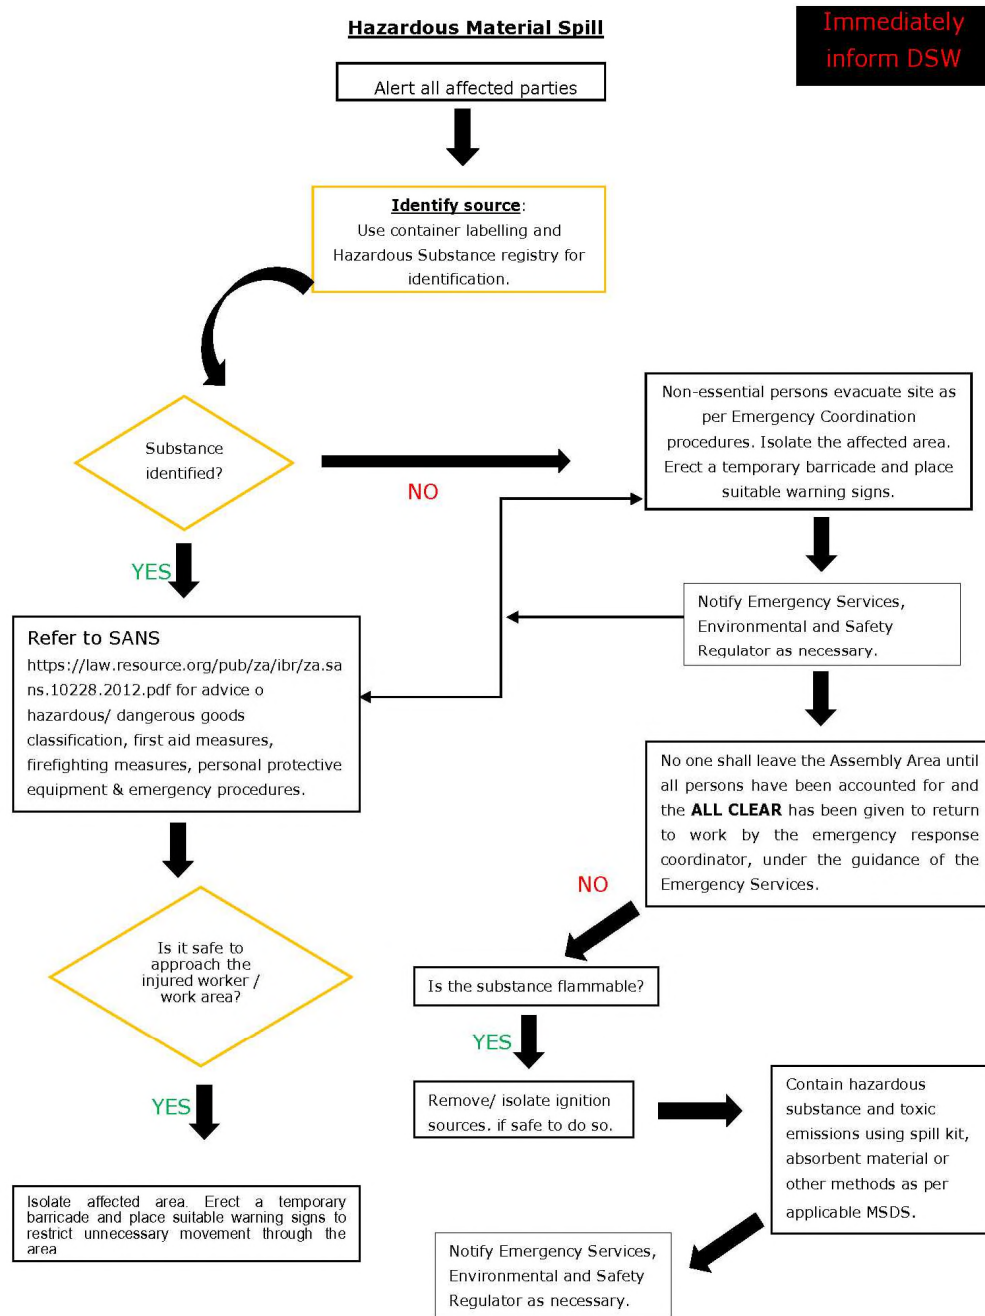 Hazardous Material Spill
Immediately
inform DSW
Alert all affected parties
Identify source:
Use container labelling and
Hazardous Substance registry for
identification.
Substance
identified?
NO
Non-essential persons evacuate site as
per Emergency Coordination
procedures. Isolate the affected area.
Erect a temporary barricade and place
suitable warning signs.
YES
Notify Emergency Services,
Environmental and Safety
Regulator as necessary.
Refer to SANS
https://law.resource.org/pub/za/ibr/za.sa
ns.10228.2012.pdf for advice o
hazardous/ dangerous goods
classification, first aid measures,
firefighting measures, personal protective
equipment & emergency procedures.
No one shall leave the Assembly Area until
all persons have been accounted for and
the ALL CLEAR has been given to return
to work by the emergency response
coordinator, under the guidance of the
Emergency Services.
NO
Is it safe to
approach the
injured worker /
work area?
Is the substance flammable?
YES
Remove/ isolate ignition
sources. if safe to do so.
Contain hazardous
substance and toxic
emissions using spill kit,
absorbent material or
other methods as per
applicable MSDS.
YES
Isolate affected area. Erect a temporary
barricade and place suitable warning signs to
restrict unnecessary movement through the
area
Notify Emergency Services,
Environmental and Safety
Regulator as necessary.